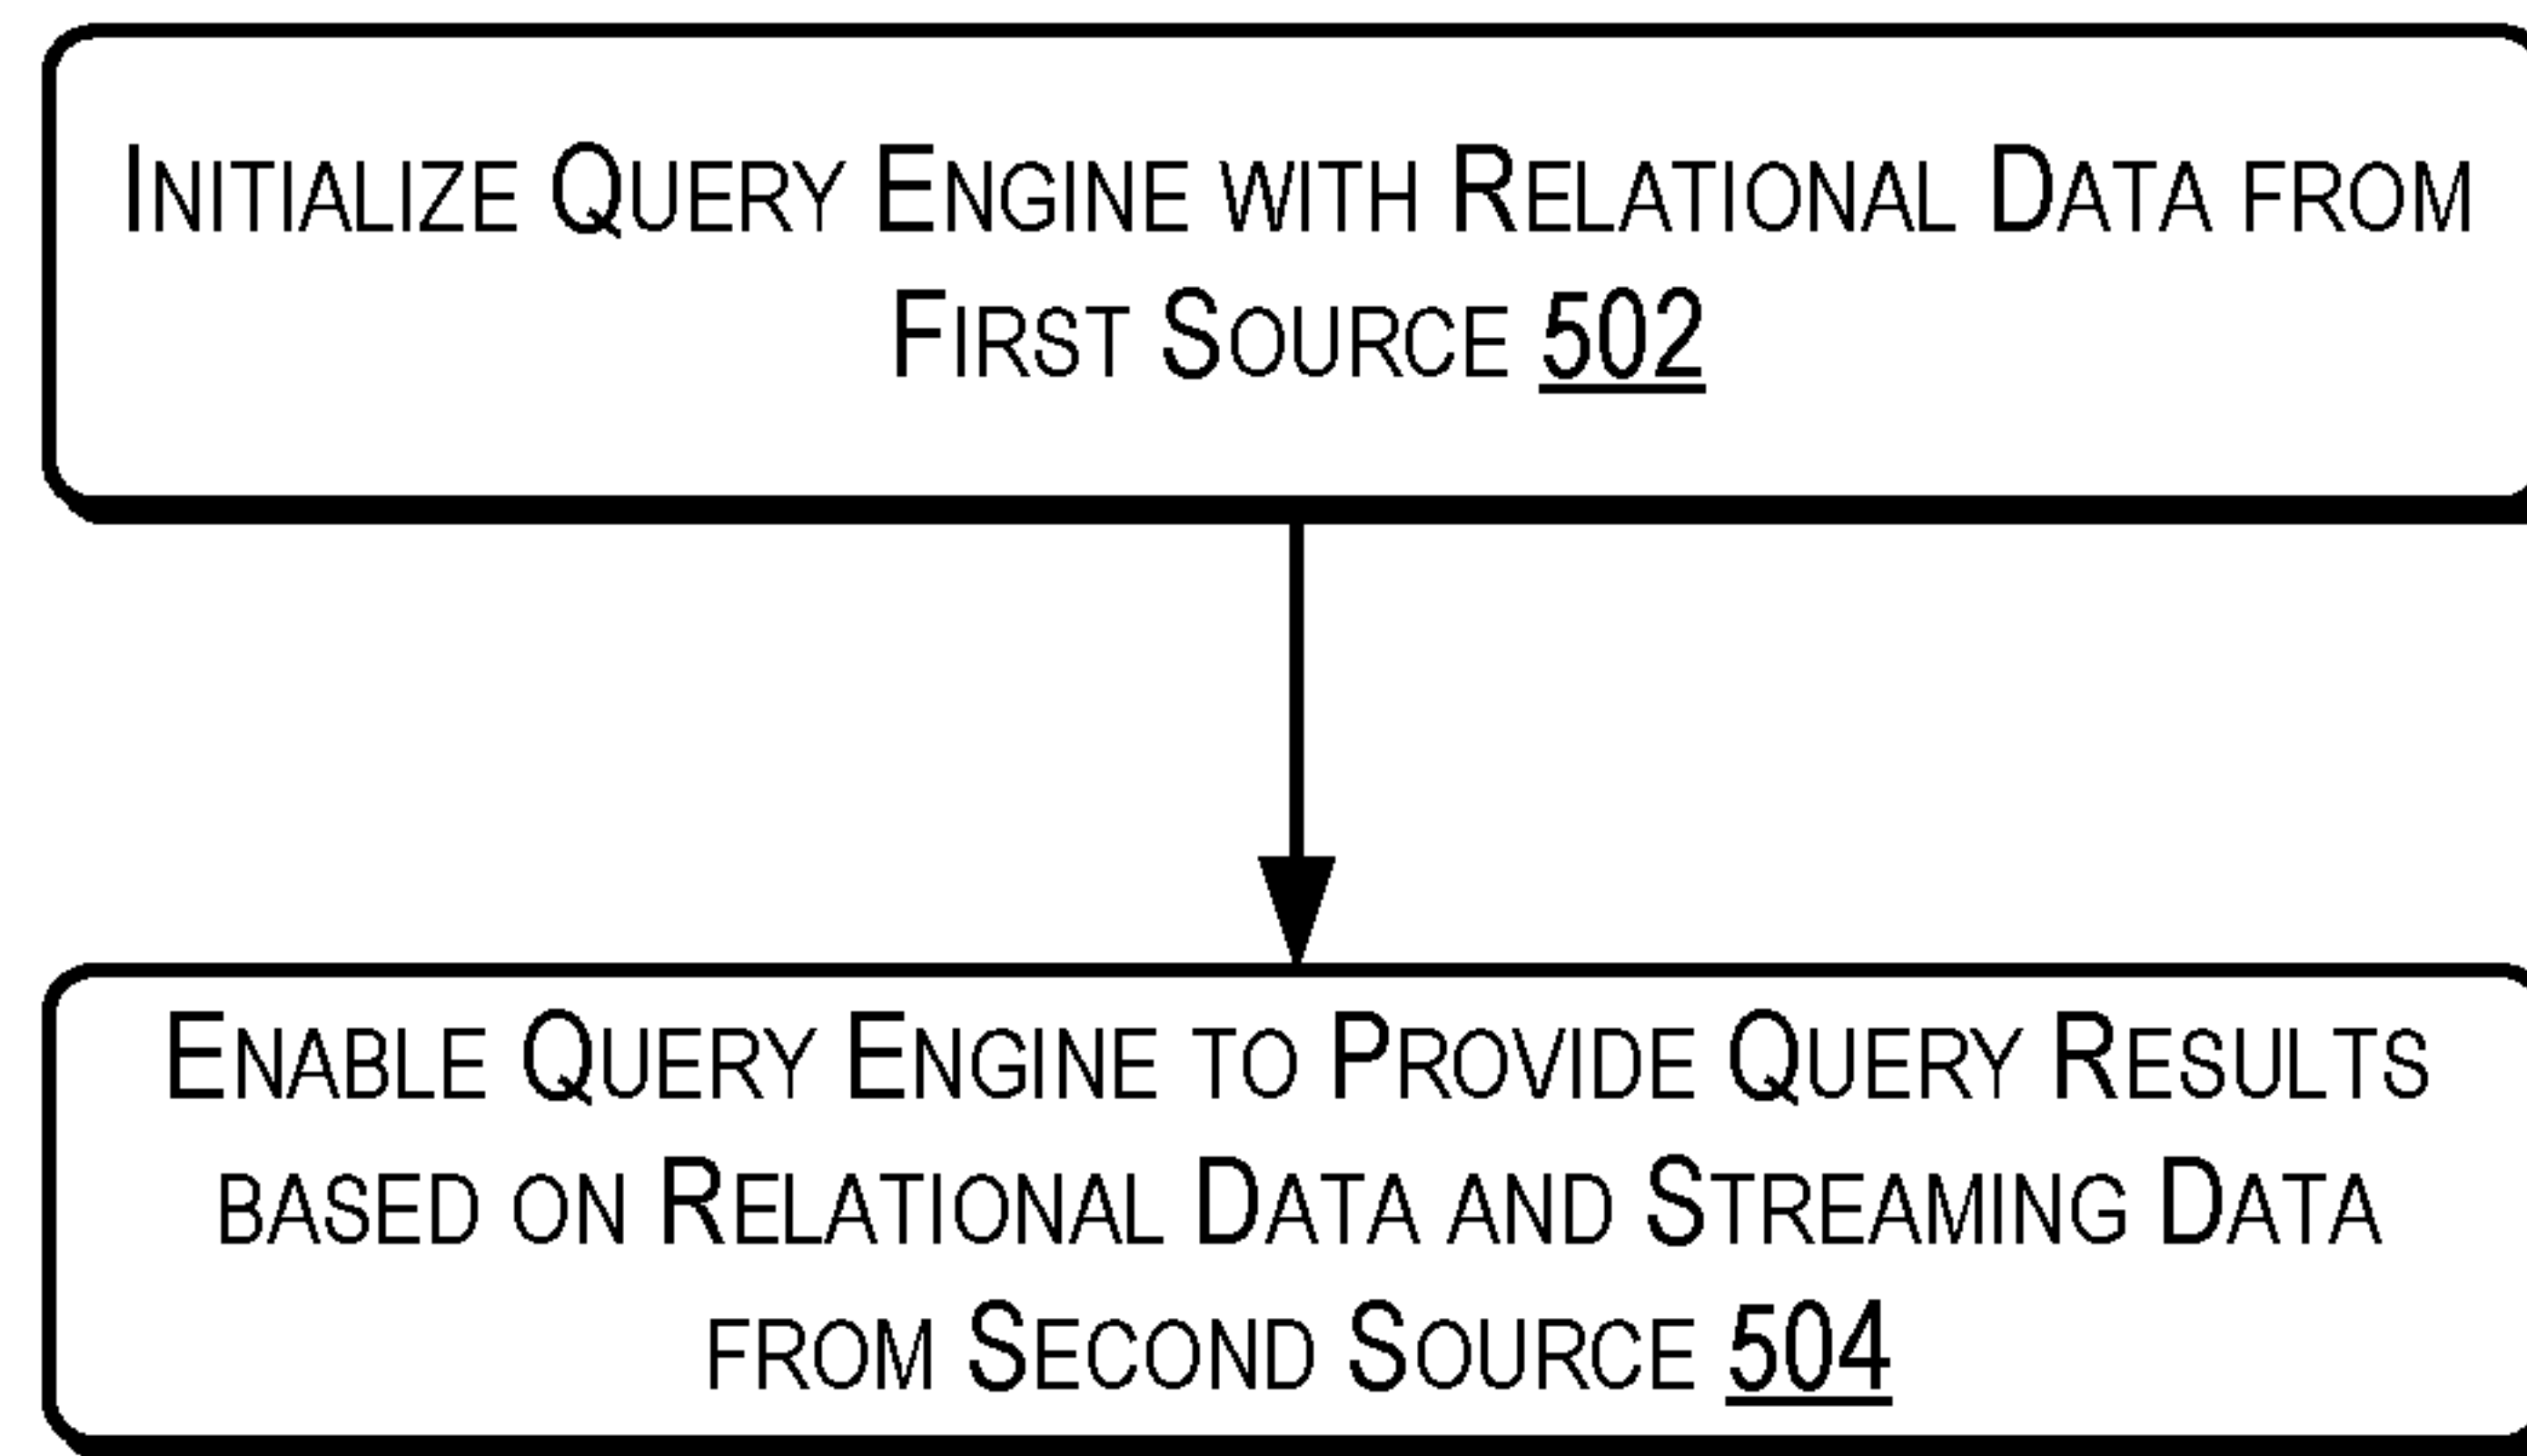 INITIALIZE QUERY ENGINE WITH RELATIONAL DATA FROM
FIRST SOURCE 502
ENABLE QUERY ENGINE TO PROVIDE QUERY RESULTS
BASED ON RELATIONAL DATA AND STREAMING DATA
FROM SECOND SOURCE 504